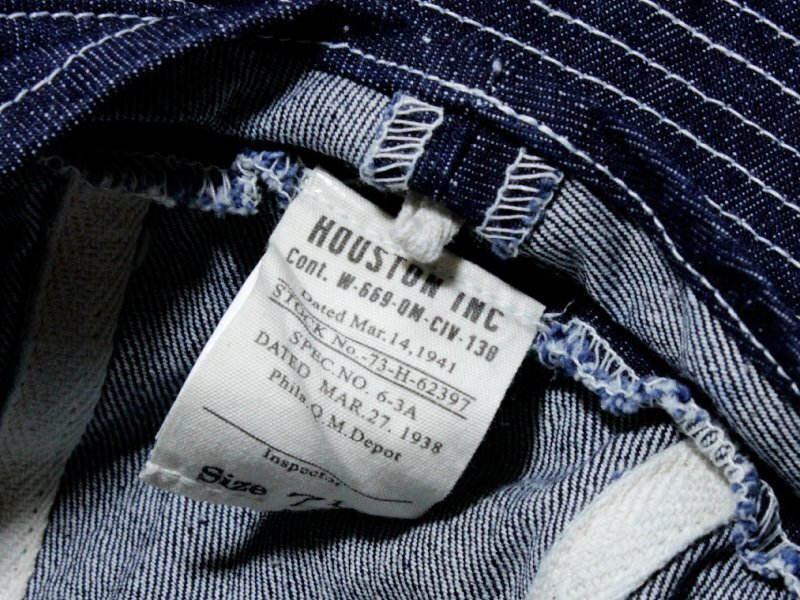 HOUSTON INC
Cont. W-669-QM-CIV-138
Dated Mar.14,1941
STOCK No.-73-H-62397
SPEC.NO. 6-3A
DATED MAR.27. 1938
Phila.Q.M.Depot
Size